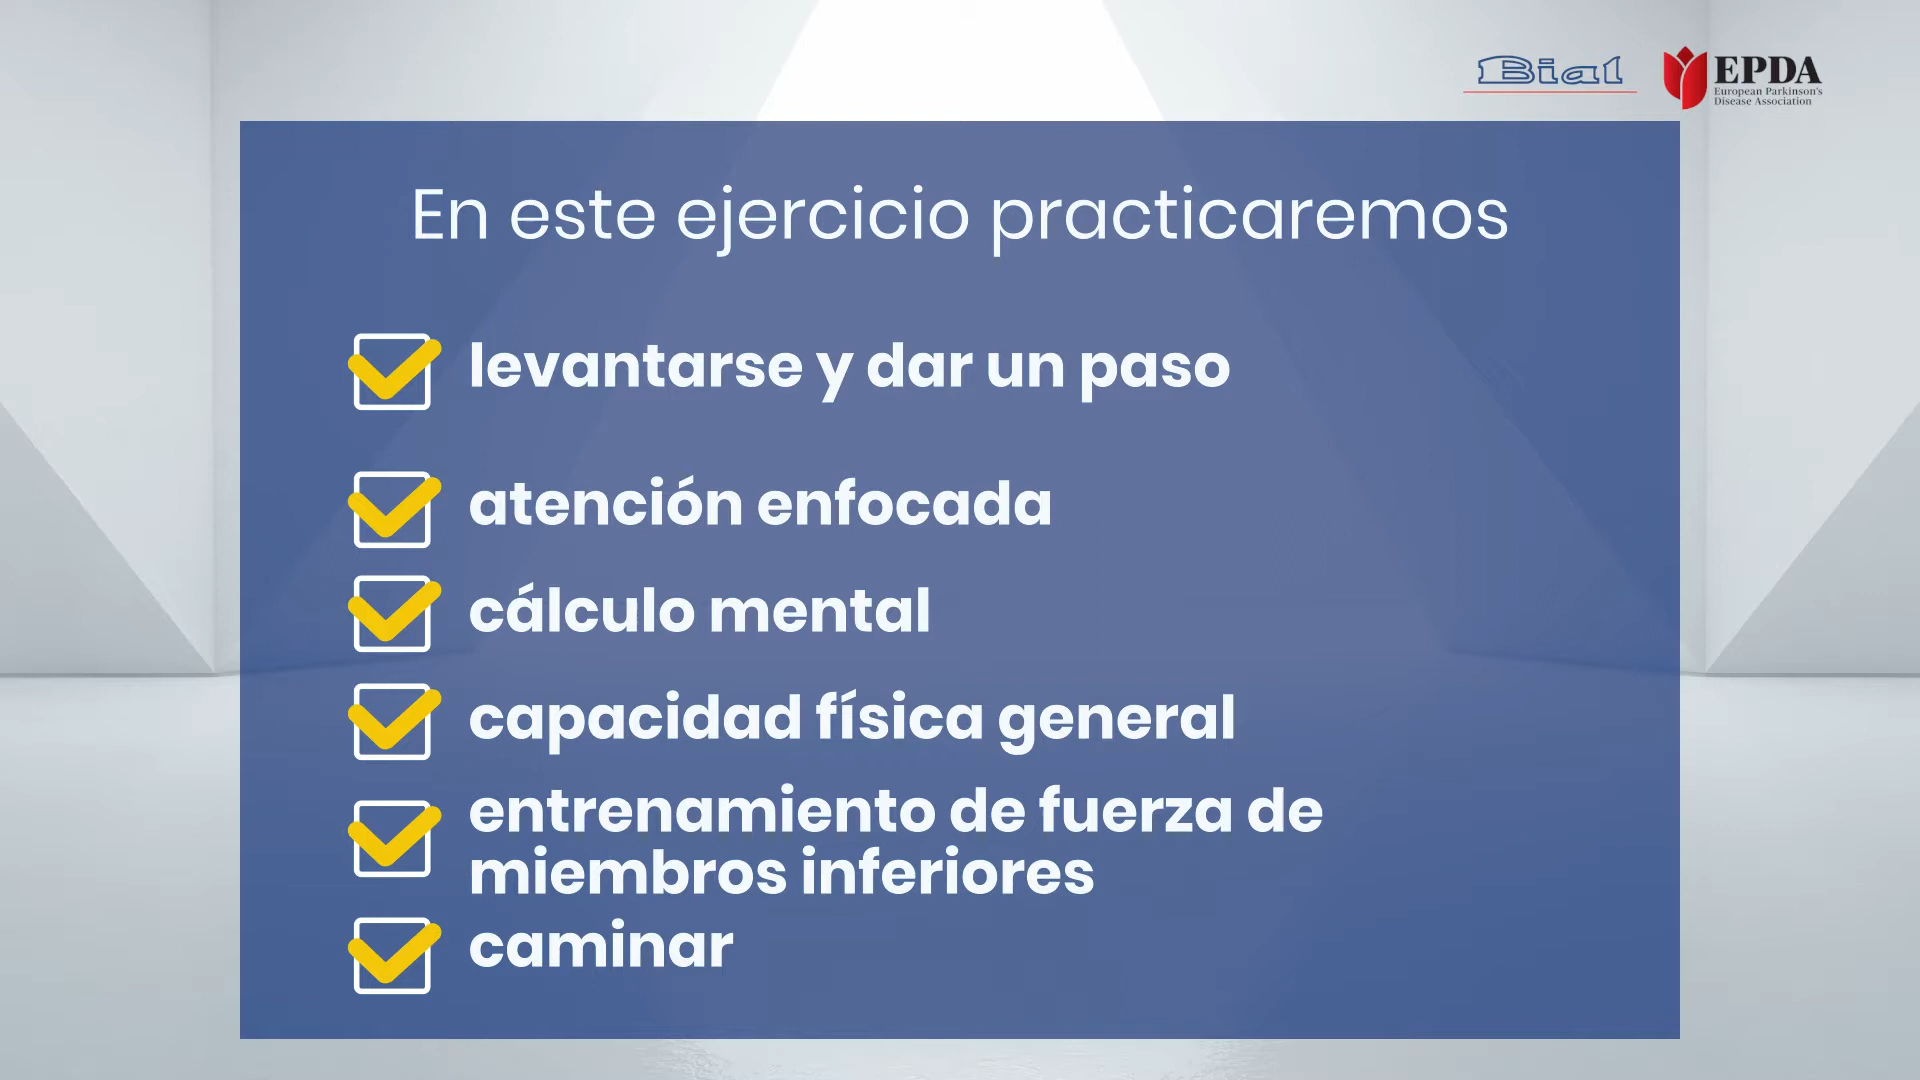 Bial
EPDA
European Parkinson's
Disease Association
En este ejercicio practicaremos
levantarse y dar un paso
atención enfocada
cálculo mental
capacidad física general
entrenamiento de fuerza de
miembros inferiores
caminar